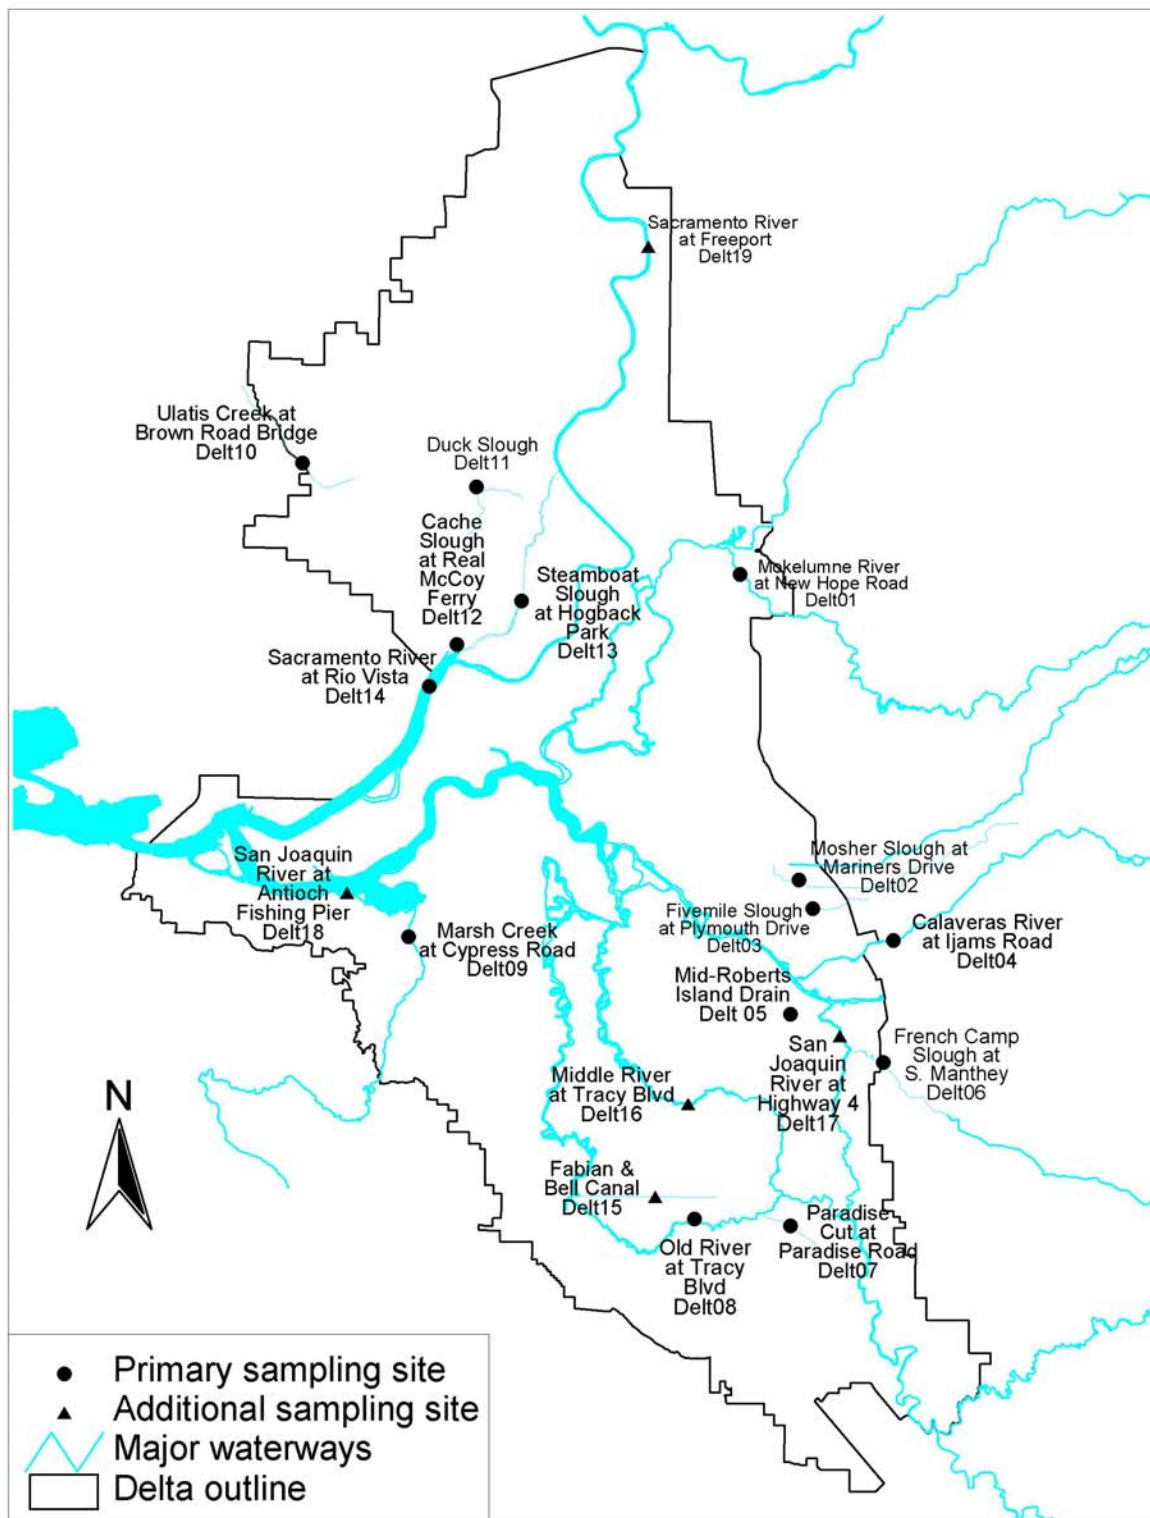 Sacramento River
at Freeport
Delt19
Ulatis Creek at
Brown Road Bridge
Delt10
Duck Slough
Delt11
Cache
Slough
at Real
McCoy
Ferry
Delt12
Steamboat
Slough
at Hogback
Park
Delt13
Mokelumne River
at New Hope Road
Delt01
Sacramento River
at Rio Vista
Delt14
San Joaquin
River at
Antioch
Fishing Pier
Delt18
Marsh Creek
at Cypress Road
Delt09
Mosher Slough at
Mariners Drive
Delt02
Fivemile Slough
at Plymouth Drive
Delt03
Calaveras River
at Ijams Road
Delt04
Mid-Roberts
Island Drain
Delt 05
San
Joaquin
River at
Highway 4
Delt17
French Camp
Slough at
S. Manthey
Delt06
Middle River
at Tracy Blvd
Delt16
Fabian &
Bell Canal
Delt15
Old River
at Tracy
Blvd
Delt08
Paradise
Cut at
Paradise Road
Delt07
N
Primary sampling site
Additional sampling site
Major waterways
Delta outline